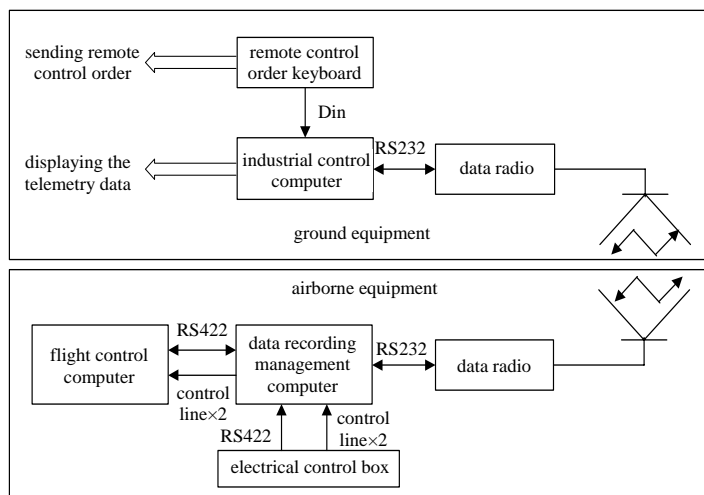 sending remote
control order
remote control
order keyboard
Din
displaying the
telemetry data
industrial control
computer
RS232
data radio
ground equipment
airborne equipment
flight control
computer
RS422
control
line×2
data recording
management
computer
RS232
data radio
RS422
control
line×2
electrical control box